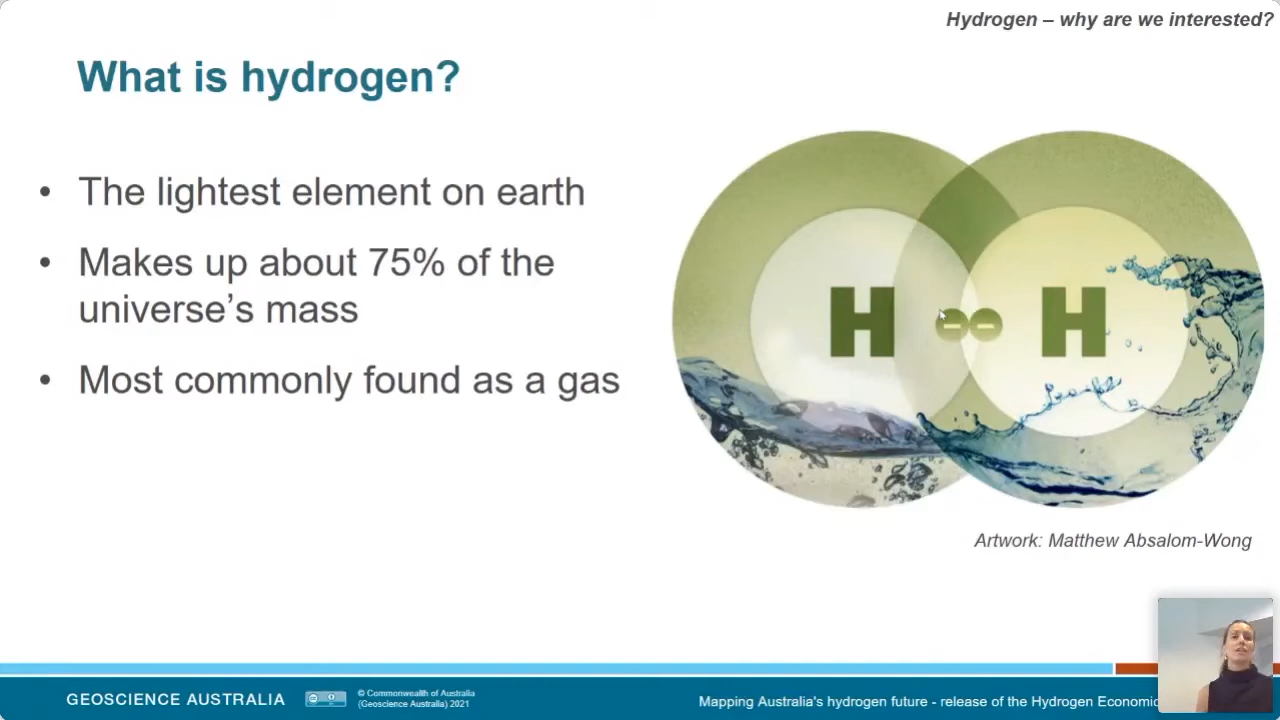 Hydrogen – why are we interested?
What is hydrogen?
• The lightest element on earth
• Makes up about 75% of the
universe’s mass
• Most commonly found as a gas
H
H
Artwork: Matthew Absalom-Wong
GEOSCIENCE AUSTRALIA
© Commonwealth of Australia
(Geoscience Australia) 2021
Mapping Australia's hydrogen future - release of the Hydrogen Economic